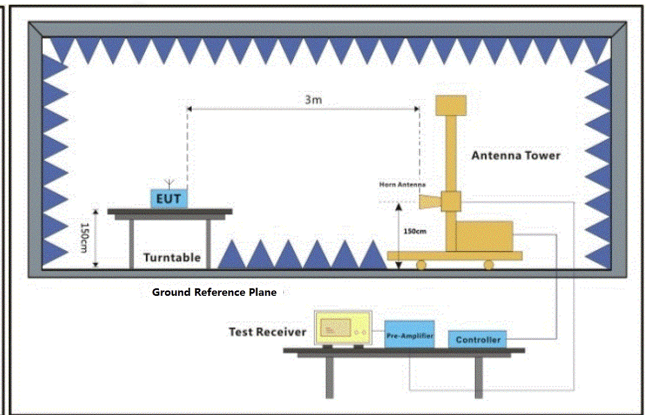 3m
Antenna Tower
Horn Antenna
EUT
150cm
150cm
Turntable
Ground Reference Plane
Test Receiver
Pre-Amplifier
Controller